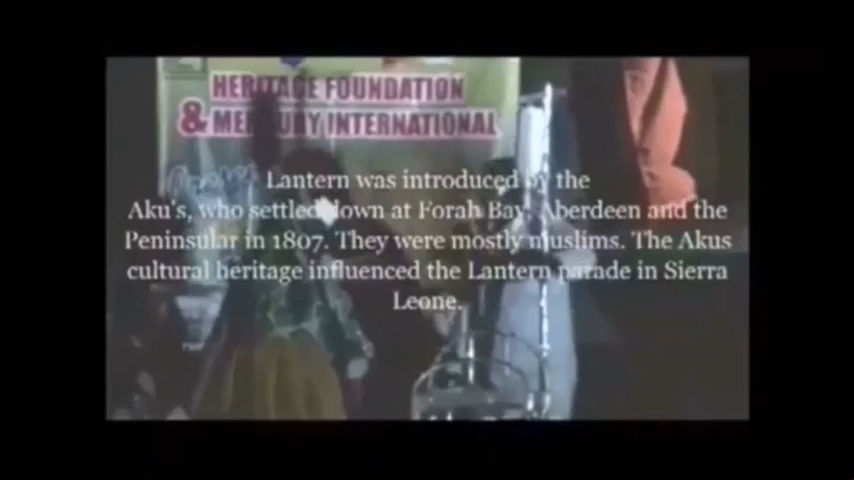 HERITAGE FOUNDATION
& MERCURY INTERNATIONAL
Lantern was introduced by the
Aku's, who settled down at Forah Bay, Aberdeen and the
Peninsular in 1807. They were mostly muslims. The Akus
cultural heritage influenced the Lantern parade in Sierra
Leone.